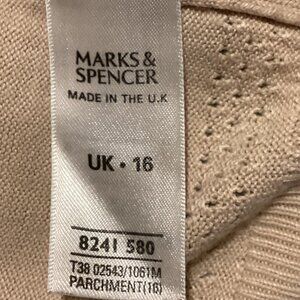 MARKS &
SPENCER
MADE IN THE U.K
UK • 16
8241 580
T38 02543/1061M
PARCHMENT(16)